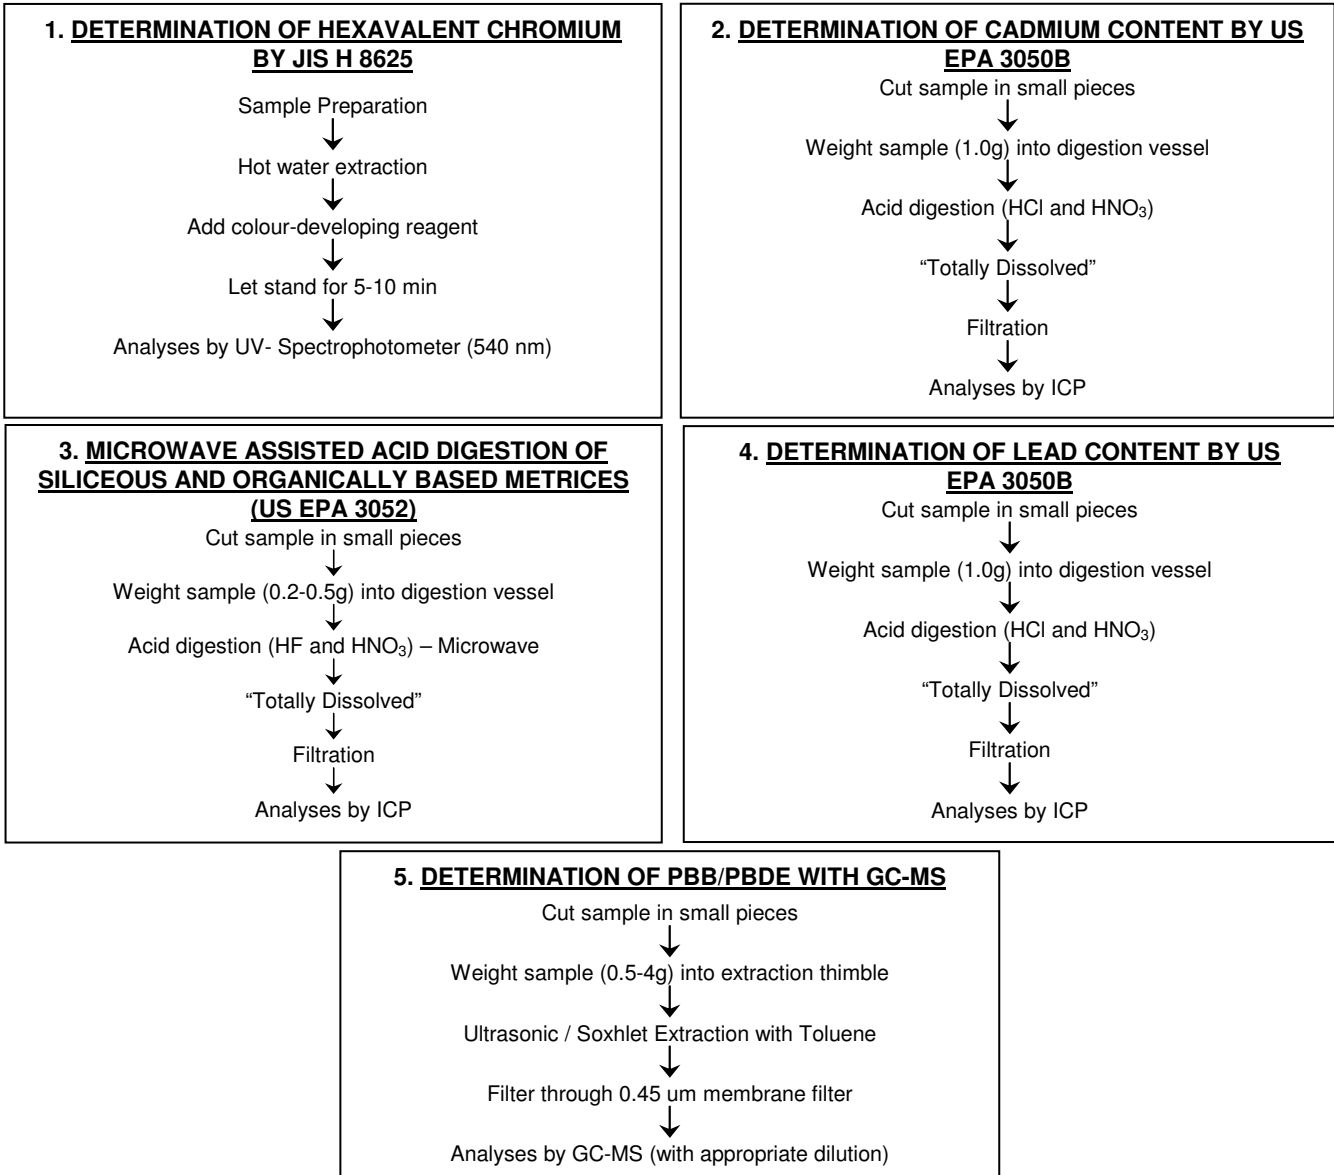 1. DETERMINATION OF HEXAVALENT CHROMIUM
BY JIS H 8625
Sample Preparation
Hot water extraction
Add colour-developing reagent
Let stand for 5-10 min
Analyses by UV- Spectrophotometer (540 nm)
2. DETERMINATION OF CADMIUM CONTENT BY US
EPA 3050B
Cut sample in small pieces
Weight sample (1.0g) into digestion vessel
Acid digestion (HCl and HNO₃)
“Totally Dissolved”
Filtration
Analyses by ICP
3. MICROWAVE ASSISTED ACID DIGESTION OF
SILICEOUS AND ORGANICALLY BASED METRICES
(US EPA 3052)
Cut sample in small pieces
Weight sample (0.2-0.5g) into digestion vessel
Acid digestion (HF and HNO₃) – Microwave
“Totally Dissolved”
Filtration
Analyses by ICP
4. DETERMINATION OF LEAD CONTENT BY US
EPA 3050B
Cut sample in small pieces
Weight sample (1.0g) into digestion vessel
Acid digestion (HCl and HNO₃)
“Totally Dissolved”
Filtration
Analyses by ICP
5. DETERMINATION OF PBB/PBDE WITH GC-MS
Cut sample in small pieces
Weight sample (0.5-4g) into extraction thimble
Ultrasonic / Soxhlet Extraction with Toluene
Filter through 0.45 um membrane filter
Analyses by GC-MS (with appropriate dilution)